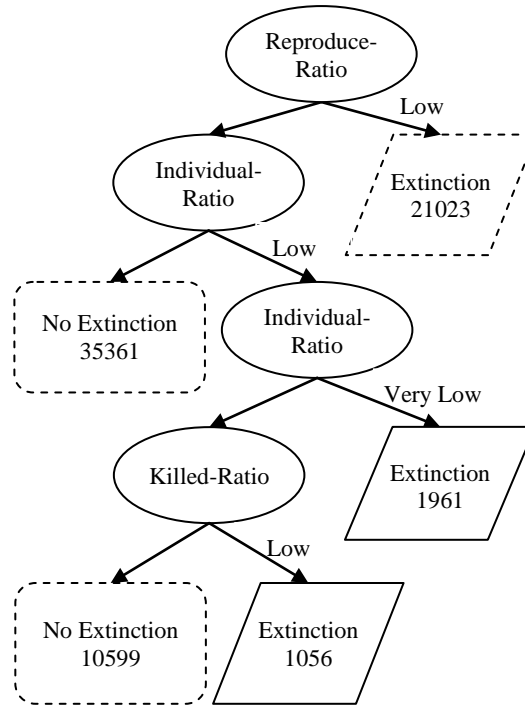 Reproduce-
Ratio
Low
Individual-
Ratio
Extinction
21023
Low
No Extinction
35361
Individual-
Ratio
Very Low
Killed-Ratio
Extinction
1961
Low
No Extinction
10599
Extinction
1056